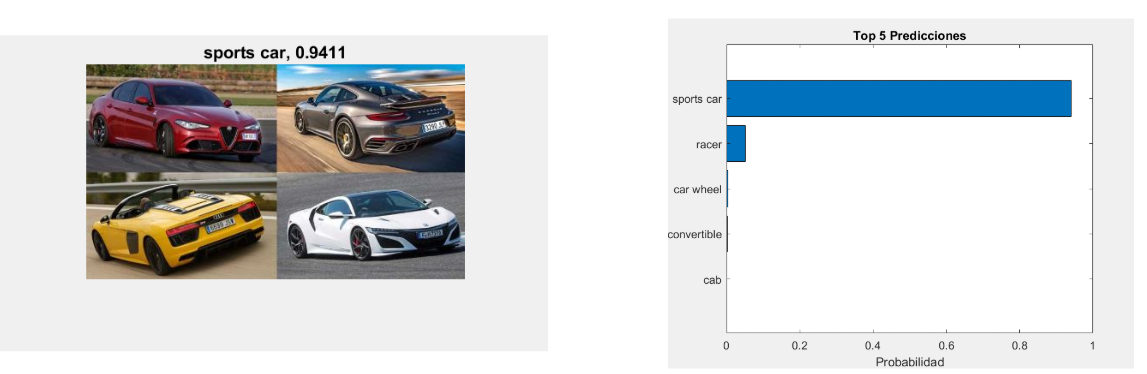 sports car, 0.9411
PORSCHE
Top 5 Predicciones
sports car
racer
car wheel
convertible
cab
0
0.2
0.4
0.6
0.8
1
Probabilidad